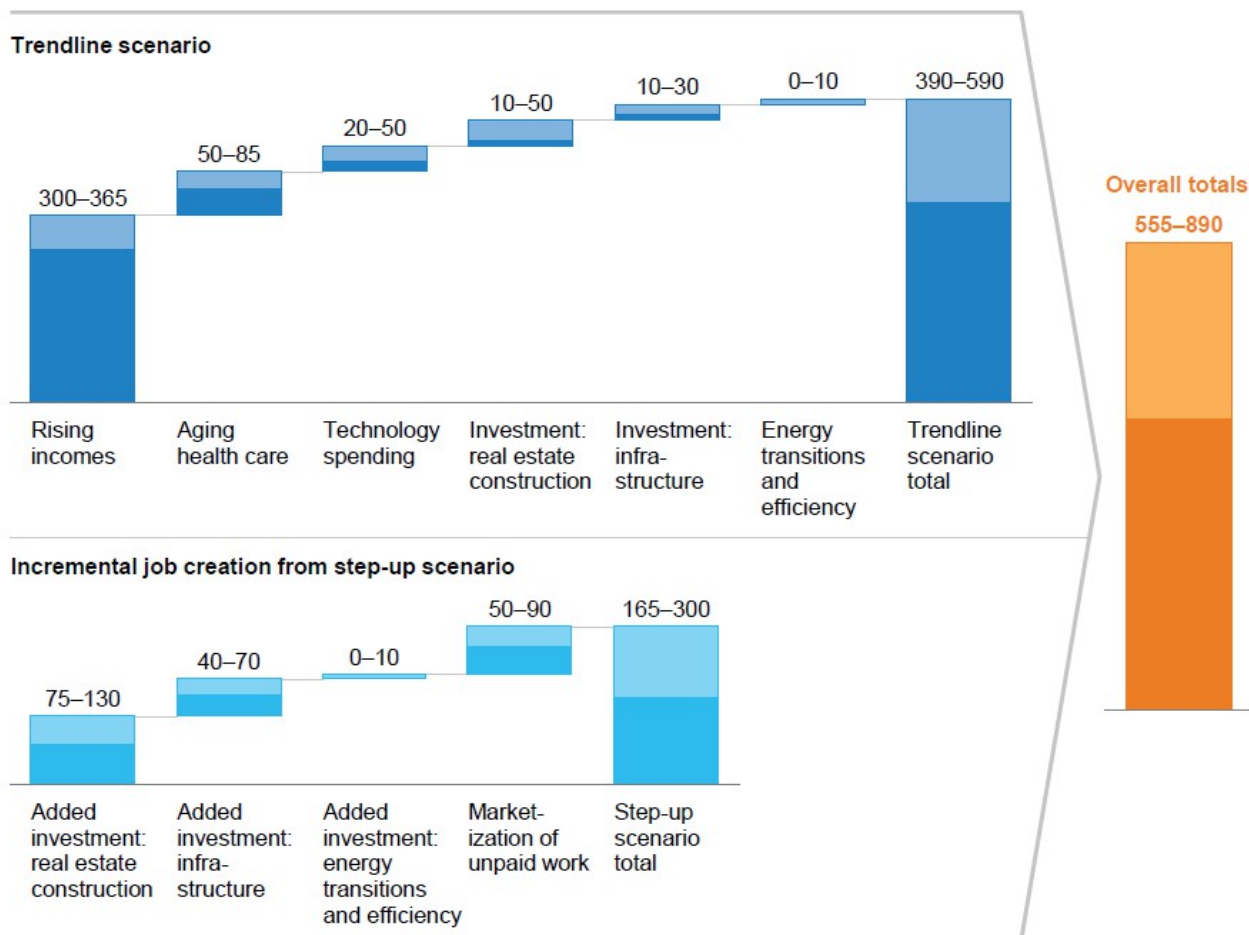 Trendline scenario
300–365
50–85
20–50
10–50
10–30
0–10
390–590
Rising
incomes
Aging
health care
Technology
spending
Investment:
real estate
construction
Investment:
infra-
structure
Energy
transitions
and
efficiency
Trendline
scenario
total
Overall totals
555–890
Incremental job creation from step-up scenario
75–130
40–70
0–10
50–90
165–300
Added
investment:
real estate
construction
Added
investment:
infra-
structure
Added
investment:
energy
transitions
and efficiency
Market-
ization of
unpaid work
Step-up
scenario
total